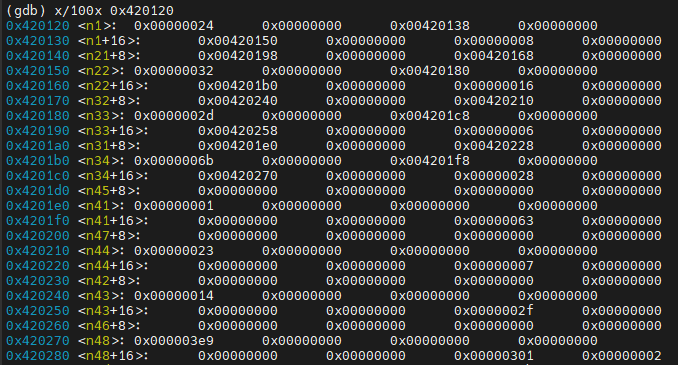 (gdb) x/100x 0x420120
0x420120 <n1>: 0x00000024 0x00000000 0x00420138 0x00000000
0x420130 <n1+16>: 0x00420150 0x00000000 0x00000008 0x00000000
0x420140 <n21+8>: 0x00420198 0x00000000 0x00420168 0x00000000
0x420150 <n22>: 0x00000032 0x00000000 0x00420180 0x00000000
0x420160 <n22+16>: 0x004201b0 0x00000000 0x00000016 0x00000000
0x420170 <n32+8>: 0x00420240 0x00000000 0x00420210 0x00000000
0x420180 <n33>: 0x0000002d 0x00000000 0x004201c8 0x00000000
0x420190 <n33+16>: 0x00420258 0x00000000 0x00000006 0x00000000
0x4201a0 <n31+8>: 0x004201e0 0x00000000 0x00420228 0x00000000
0x4201b0 <n34>: 0x0000006b 0x00000000 0x004201f8 0x00000000
0x4201c0 <n34+16>: 0x00420270 0x00000000 0x00000028 0x00000000
0x4201d0 <n45+8>: 0x00000000 0x00000000 0x00000000 0x00000000
0x4201e0 <n41>: 0x00000001 0x00000000 0x00000000 0x00000000
0x4201f0 <n41+16>: 0x00000000 0x00000000 0x00000063 0x00000000
0x420200 <n47+8>: 0x00000000 0x00000000 0x00000000 0x00000000
0x420210 <n44>: 0x00000023 0x00000000 0x00000000 0x00000000
0x420220 <n44+16>: 0x00000000 0x00000000 0x00000007 0x00000000
0x420230 <n42+8>: 0x00000000 0x00000000 0x00000000 0x00000000
0x420240 <n43>: 0x00000014 0x00000000 0x00000000 0x00000000
0x420250 <n43+16>: 0x00000000 0x00000000 0x0000002f 0x00000000
0x420260 <n46+8>: 0x00000000 0x00000000 0x00000000 0x00000000
0x420270 <n48>: 0x000003e9 0x00000000 0x00000000 0x00000000
0x420280 <n48+16>: 0x00000000 0x00000000 0x00000301 0x00000002